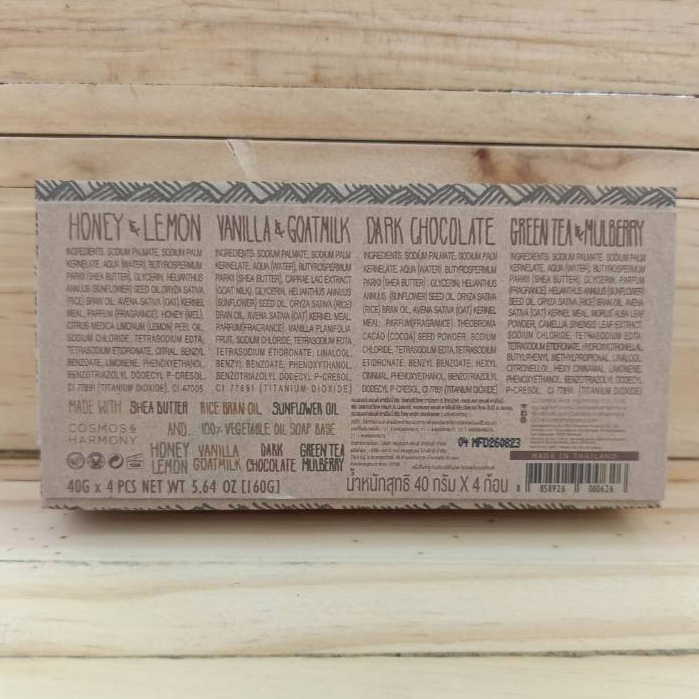 HONEY & LEMON
INGREDIENTS: SODIUM PALMATE, SODIUM PALM
KERNELATE, AQUA (WATER), BUTYROSPERMUM
PARKII (SHEA BUTTER), GLYCERIN, HELIANTHUS
ANNUUS (SUNFLOWER) SEED OIL, ORYZA SATIVA
(RICE) BRAN OIL, AVENA SATIVA (OAT) KERNEL
MEAL, PARFUM (FRAGRANCE), HONEY (MEL),
CITRUS MEDICA LIMONUM (LEMON) PEEL OIL,
SODIUM CHLORIDE, TETRASODIUM EDTA,
TETRASODIUM ETIDRONATE, CITRAL, BENZYL
BENZOATE, LIMONENE, PHENOXYETHANOL,
BENZOTRIAZOLYL DODECYL P-CRESOL,
CI 77891 (TITANIUM DIOXIDE), CI 47005
VANILLA & GOATMILK
INGREDIENTS: SODIUM PALMATE, SODIUM PALM
KERNELATE, AQUA (WATER), BUTYROSPERMUM
PARKII (SHEA BUTTER), CAPRAE LAC EXTRACT
(GOAT MILK), GLYCERIN, HELIANTHUS ANNUUS
(SUNFLOWER) SEED OIL, ORYZA SATIVA (RICE)
BRAN OIL, AVENA SATIVA (OAT) KERNEL MEAL,
PARFUM(FRAGRANCE), VANILLA PLANIFOLIA
FRUIT, SODIUM CHLORIDE, TETRASODIUM EDTA,
TETRASODIUM ETIDRONATE, LINALOOL,
BENZYL BENZOATE, PHENOXYETHANOL,
BENZOTRIAZOLYL DODECYL P-CRESOL,
CI 77891 (TITANIUM DIOXIDE)
DARK CHOCOLATE
INGREDIENTS: SODIUM PALMATE, SODIUM PALM
KERNELATE, AQUA (WATER), BUTYROSPERMUM
PARKII (SHEA BUTTER), GLYCERIN, HELIANTHUS
ANNUUS (SUNFLOWER) SEED OIL, ORYZA SATIVA
(RICE) BRAN OIL, AVENA SATIVA (OAT) KERNEL
MEAL, PARFUM(FRAGRANCE), THEOBROMA
CACAO (COCOA) SEED POWDER, SODIUM
CHLORIDE, TETRASODIUM EDTA, TETRASODIUM
ETIDRONATE, BENZYL BENZOATE, HEXYL
CINNMAL, PHENOXYETHANOL, BENZOTRIAZOLYL
DODECYL P-CRESOL, CI 77891 (TITANIUM DIOXIDE)
GREEN TEA & MULBERRY
INGREDIENTS: SODIUM PALMATE, SODIUM PALM
KERNELATE, AQUA (WATER), BUTYROSPERMUM
PARKII (SHEA BUTTER), GLYCERIN, PARFUM
(FRAGRANCE), HELIANTHUS ANNUUS (SUNFLOWER)
SEED OIL, ORYZA SATIVA (RICE) BRAN OIL, AVENA
SATIVA (OAT) KERNEL MEAL, MORUS ALBA LEAF
POWDER, CAMELLIA SINENSIS LEAF EXTRACT,
SODIUM CHLORIDE, TETRASODIUM EDTA,
TETRASODIUM ETIDRONATE, HYDROXYCITRONELLAL,
BUTYLPHENYL METHYLPROPIONAL, LINALOOL,
CITRONELLOL, HEXYL CINNAMAL, LIMONENE,
PHENOXYETHANOL, BENZOTRIAZOLYL DODECYL
P-CRESOL, CI 77891 (TITANIUM DIOXIDE)
MADE WITH SHEA BUTTER RICE BRAN OIL SUNFLOWER OIL
COSMOS & HARMONY
AND... 100% VEGETABLE OIL SOAP BASE
HONEY LEMON
VANILLA GOATMILK
DARK CHOCOLATE
GREEN TEA MULBERRY
04 MFD260823
MADE IN THAILAND
40G x 4 PCS NET WT 5.64 OZ [160G]
น้ำหนักสุทธิ 40 กรัม X 4 ก้อน
8 858926 000626